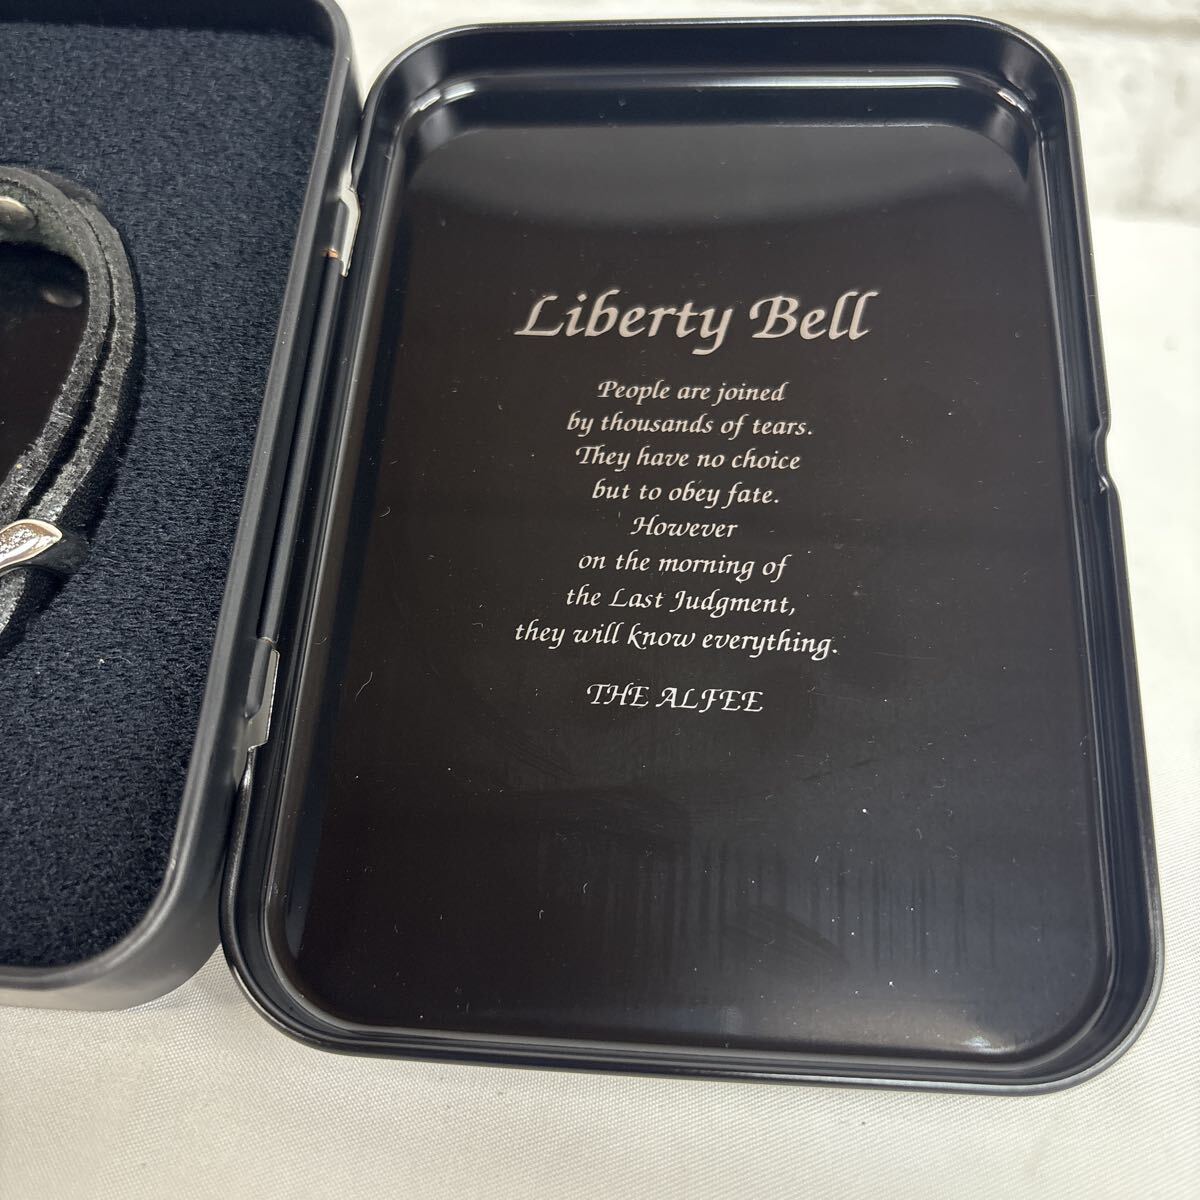 Liberty Bell
People are joined
by thousands of tears.
They have no choice
but to obey fate.
However
on the morning of
the Last Judgment,
they will know everything.
THE ALFEE